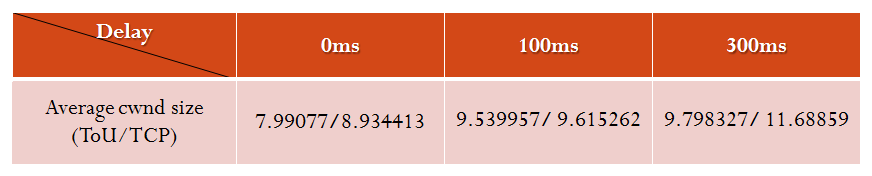 Delay
0ms
100ms
300ms
Average cwnd size
(ToU/TCP)
7.99077/8.934413
9.539957/ 9.615262
9.798327/ 11.68859